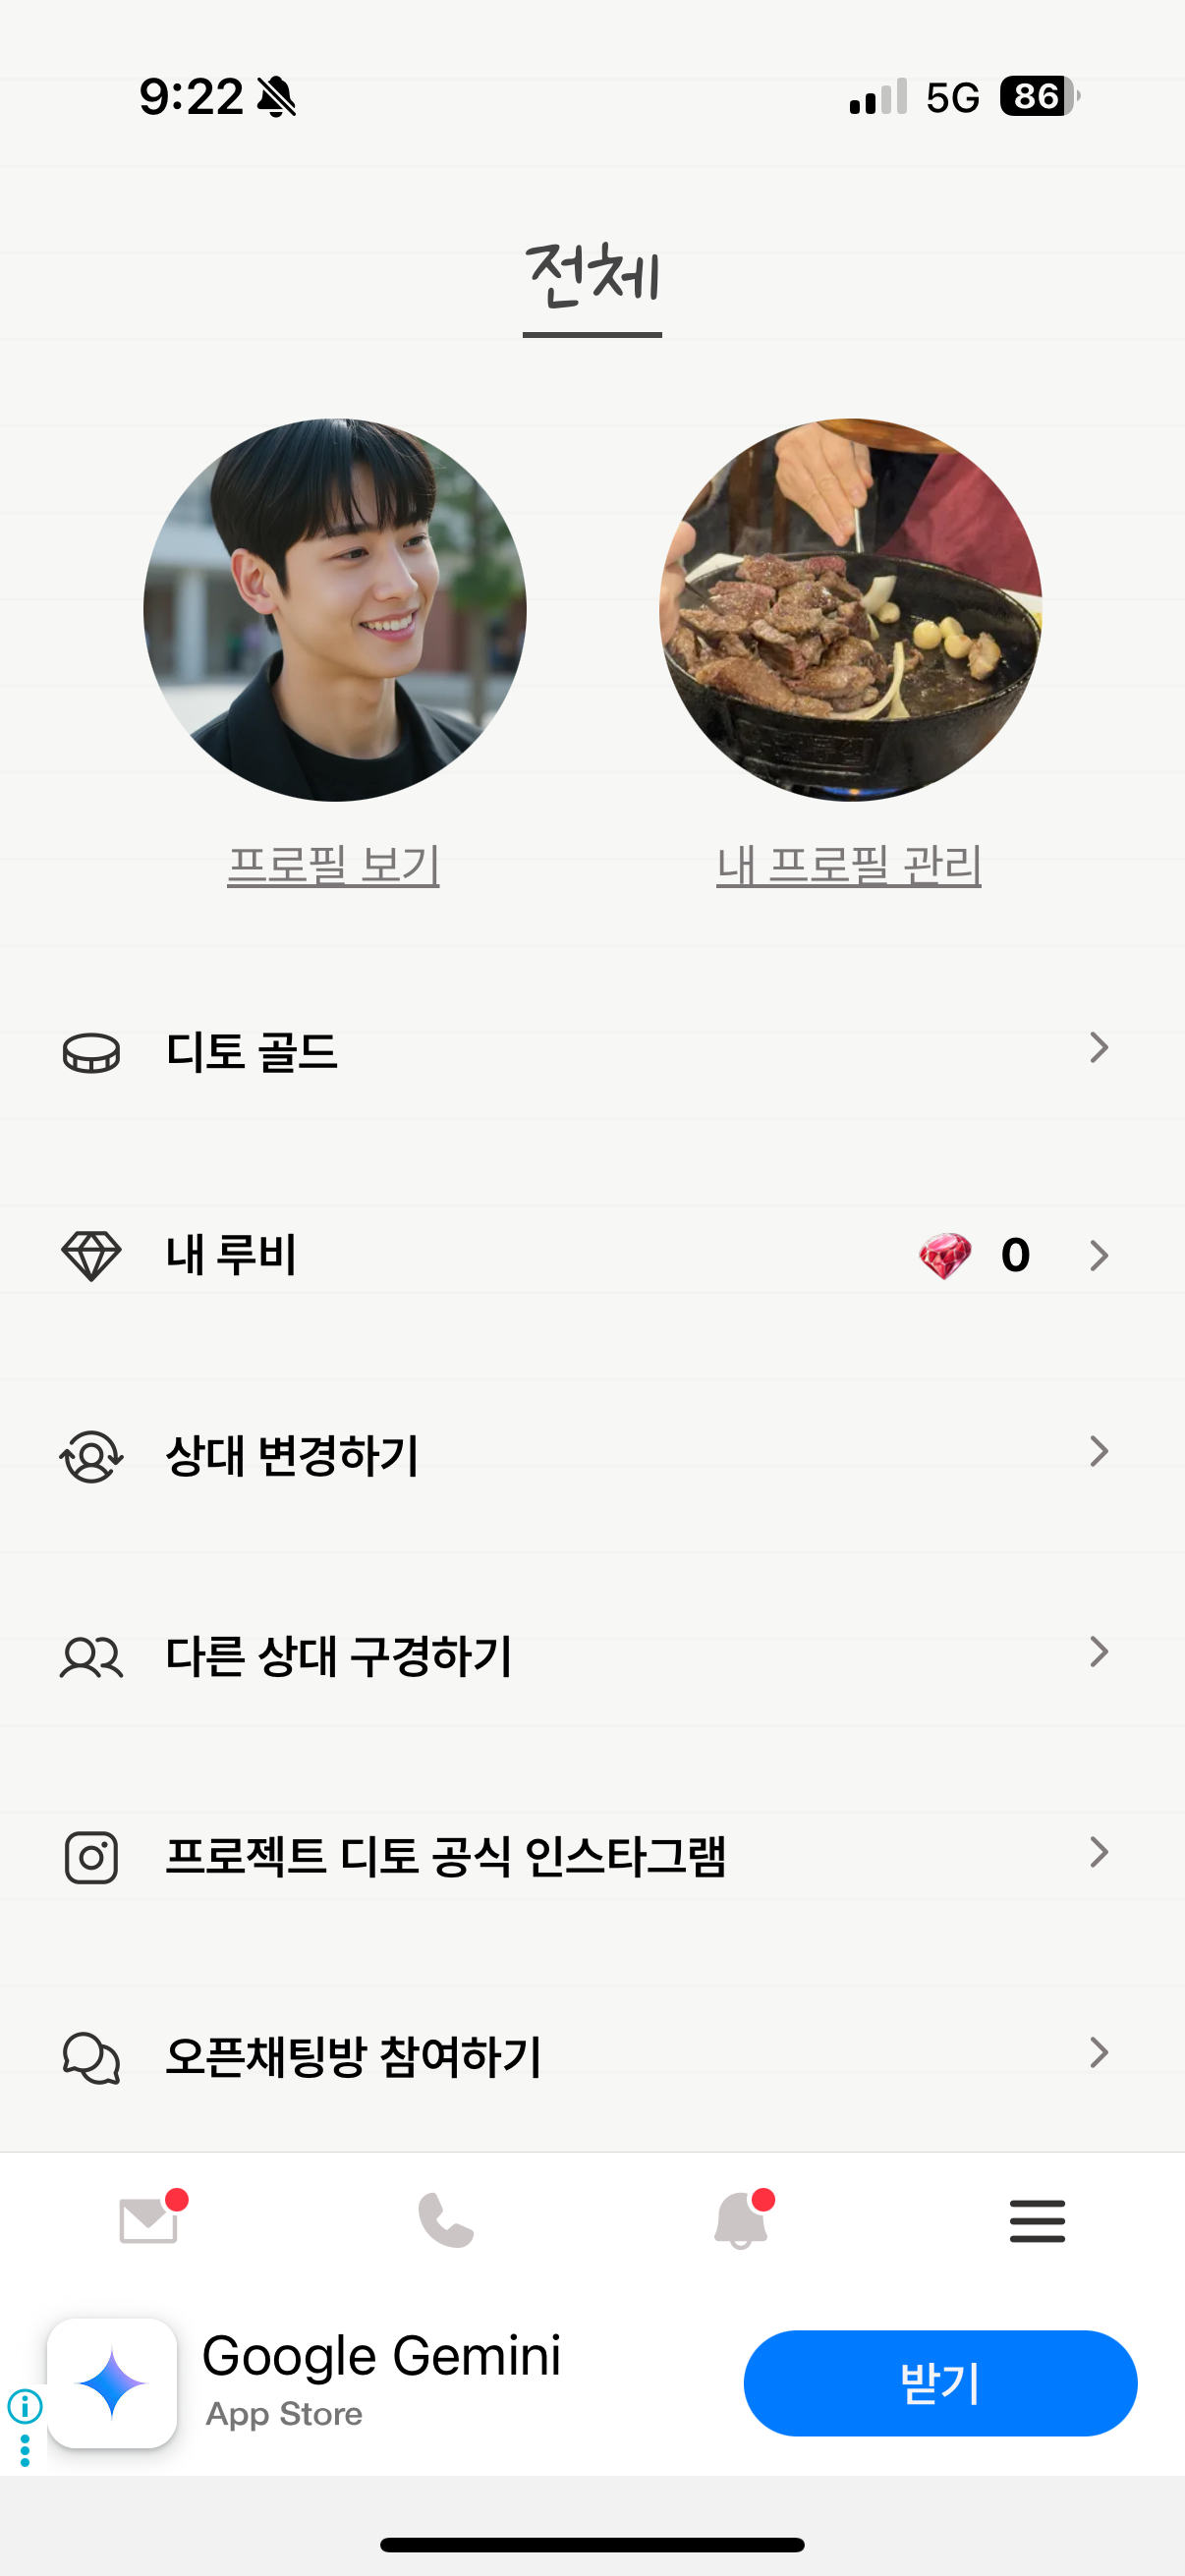 9:22
5G
86
전체
프로필 보기
내 프로필 관리
디토 골드
내 루비
0
상대 변경하기
다른 상대 구경하기
프로젝트 디토 공식 인스타그램
오픈채팅방 참여하기
Google Gemini
App Store
받기